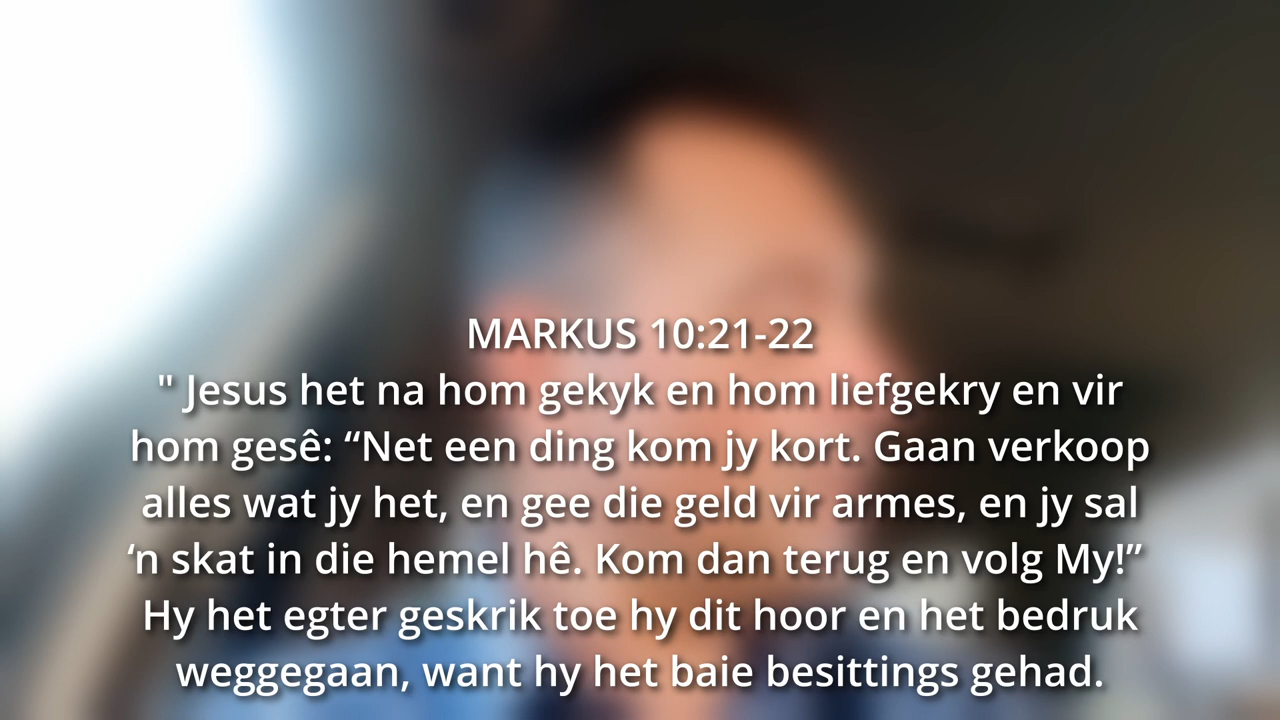 MARKUS 10:21-22
" Jesus het na hom gekyk en hom liefgekry en vir
hom gesê: “Net een ding kom jy kort. Gaan verkoop
alles wat jy het, en gee die geld vir armes, en jy sal
‘n skat in die hemel hê. Kom dan terug en volg My!”
Hy het egter geskrik toe hy dit hoor en het bedruk
weggegaan, want hy het baie besittings gehad.